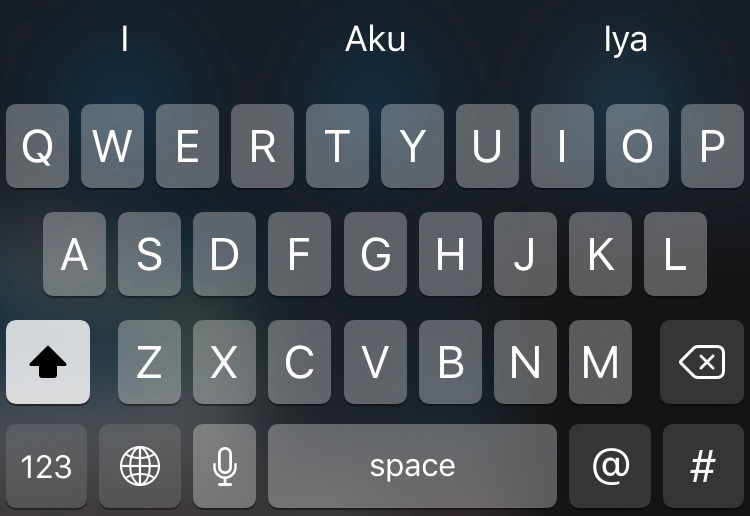 I Aku Iya
Q W E R T Y U I O P
A S D F G H J K L
Z X C V B N M
123 space @ #